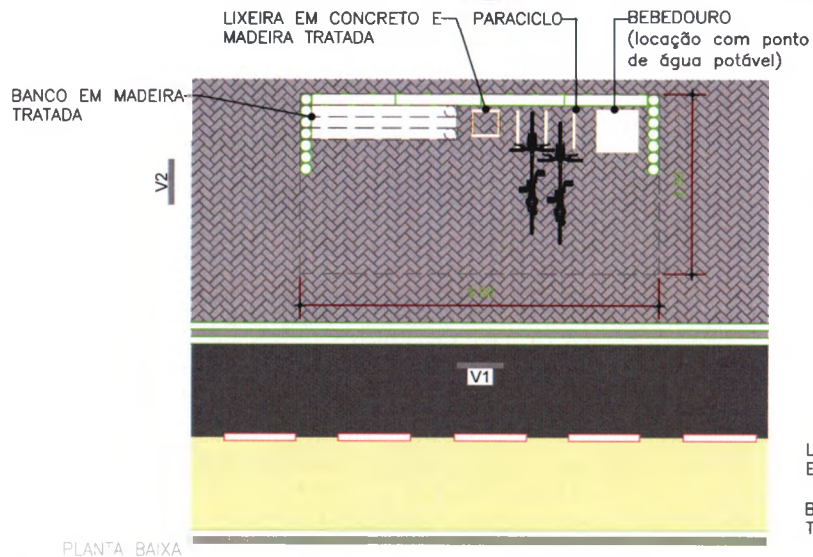 LIXEIRA EM CONCRETO E
MADEIRA TRATADA
PARACICLO
BEBEDOURO
(locação com ponto
de água potável)
BANCO EM MADEIRA
TRATADA
V2
V1
PLANTA BAIXA